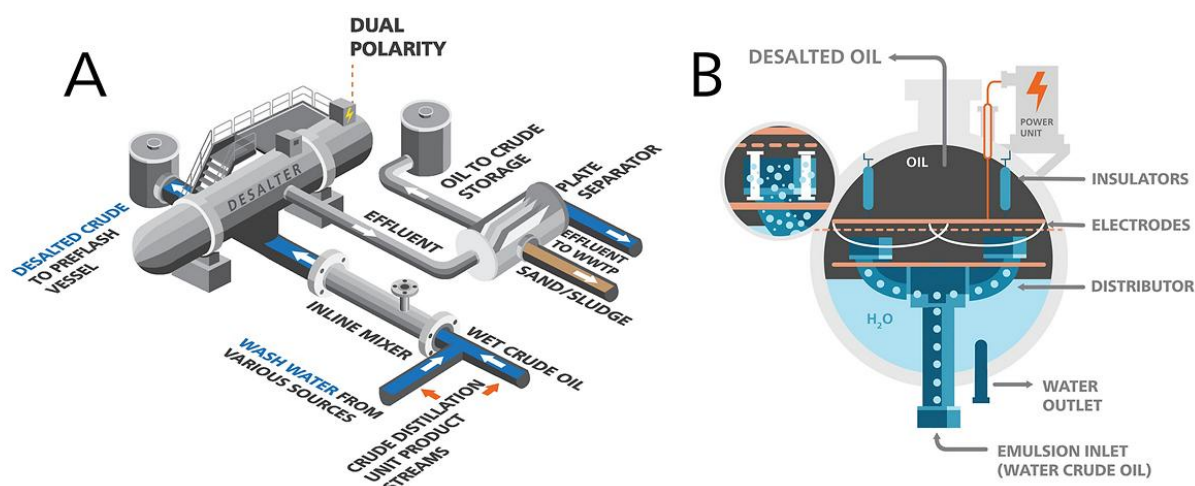 A
DUAL
POLARITY
DESALTER
DESALTED CRUDE
TO PREFLASH
VESSEL
OIL TO CRUDE
STORAGE
PLATE
SEPARATOR
EFFLUENT
EFFLUENT
TO WWTP
SAND/SLUDGE
INLINE MIXER
WET CRUDE OIL
WASH WATER FROM
VARIOUS SOURCES
CRUDE DISTILLATION
UNIT PRODUCT
STREAMS
B
DESALTED OIL
POWER
UNIT
OIL
INSULATORS
ELECTRODES
DISTRIBUTOR
H₂O
WATER
OUTLET
EMULSION INLET
(WATER CRUDE OIL)